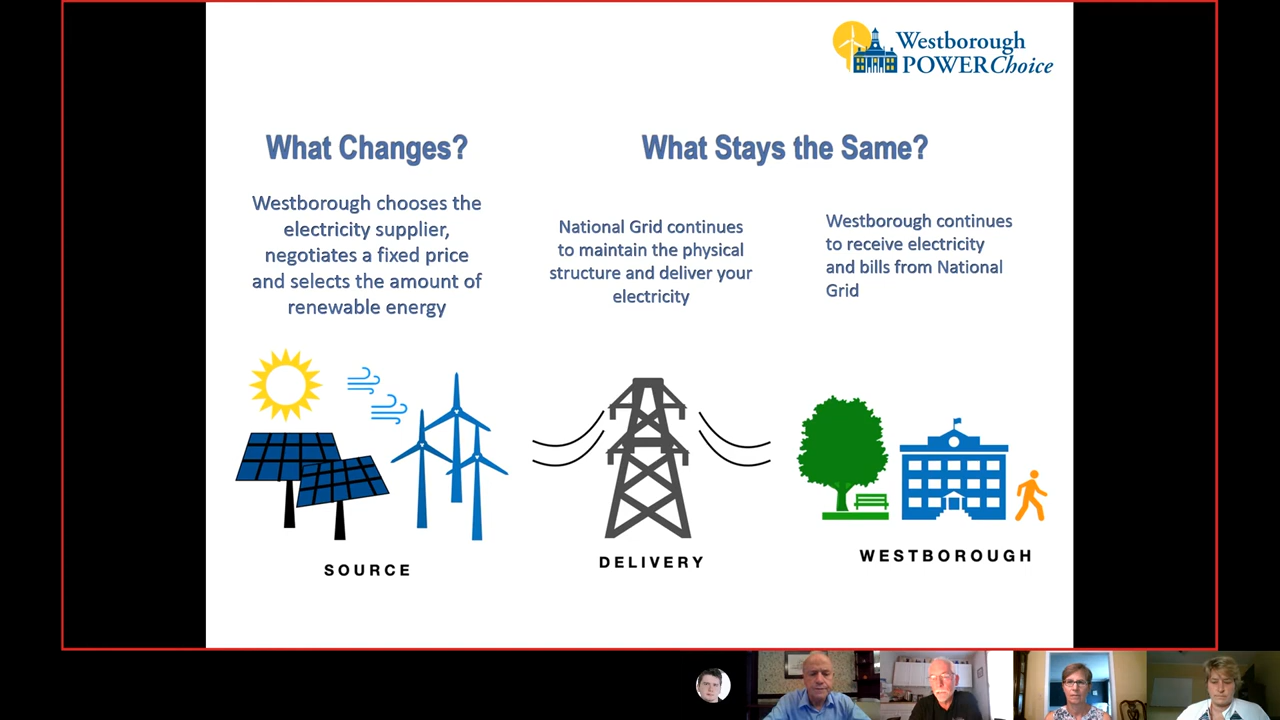 Westborough
POWERChoice
What Changes?
Westborough chooses the
electricity supplier,
negotiates a fixed price
and selects the amount of
renewable energy
What Stays the Same?
National Grid continues
to maintain the physical
structure and deliver your
electricity
Westborough continues
to receive electricity
and bills from National
Grid
SOURCE
DELIVERY
WESTBOROUGH